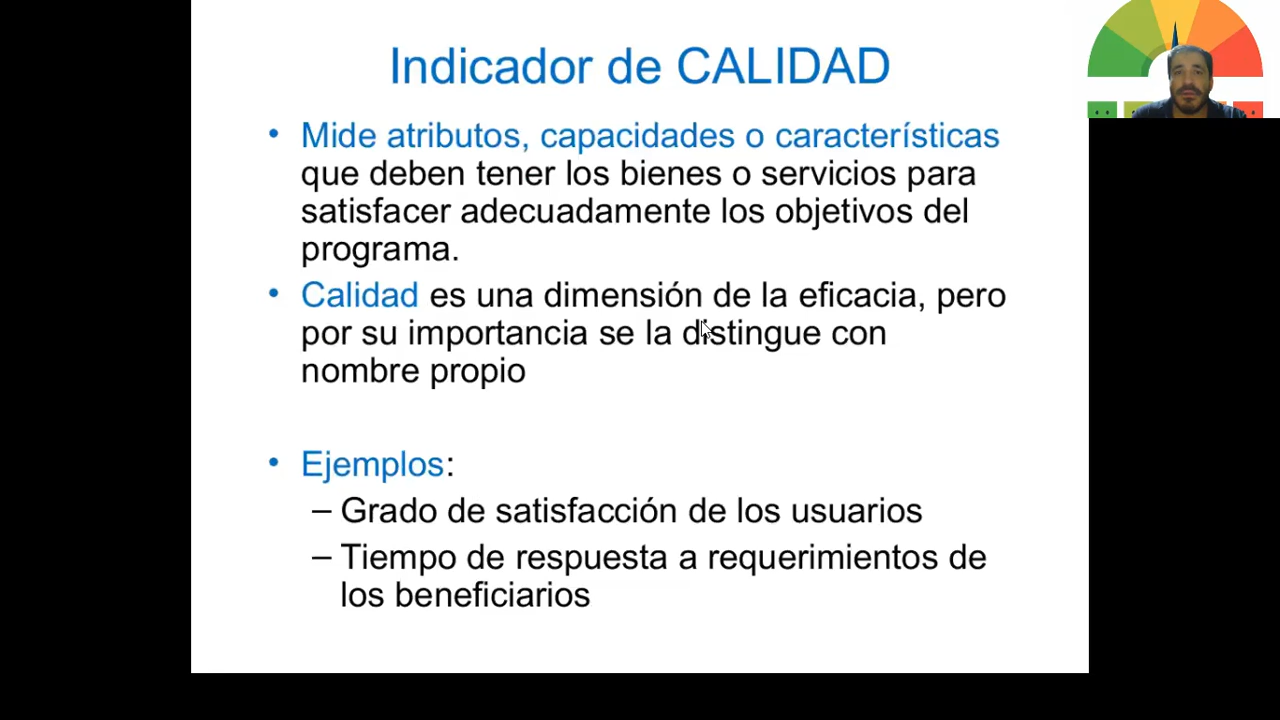 Indicador de CALIDAD
• Mide atributos, capacidades o características
que deben tener los bienes o servicios para
satisfacer adecuadamente los objetivos del
programa.
• Calidad es una dimensión de la eficacia, pero
por su importancia se la distingue con
nombre propio
• Ejemplos:
– Grado de satisfacción de los usuarios
– Tiempo de respuesta a requerimientos de
los beneficiarios